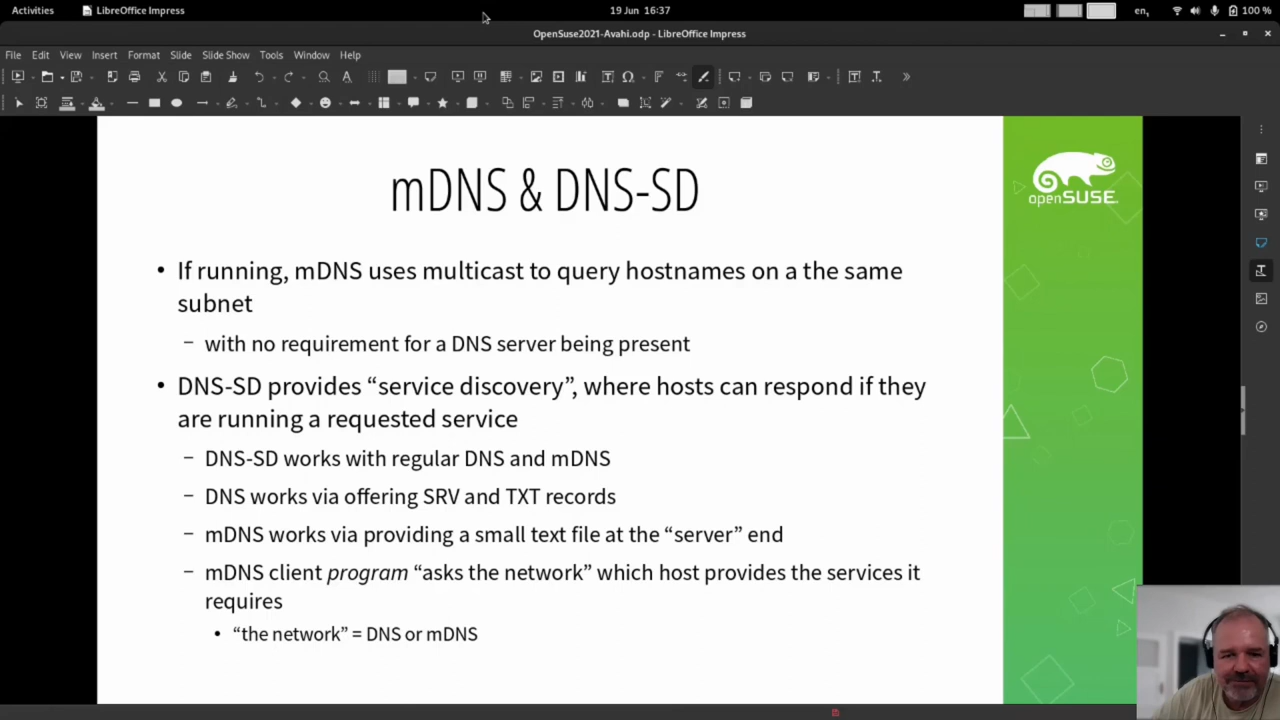 Activities LibreOffice Impress 19 Jun 16:37 en, 100 %
OpenSuse2021-Avahi.odp - LibreOffice Impress
File Edit View Insert Format Slide Slide Show Tools Window Help
mDNS & DNS-SD
openSUSE
• If running, mDNS uses multicast to query hostnames on a the same
subnet
– with no requirement for a DNS server being present
• DNS-SD provides “service discovery”, where hosts can respond if they
are running a requested service
– DNS-SD works with regular DNS and mDNS
– DNS works via offering SRV and TXT records
– mDNS works via providing a small text file at the “server” end
– mDNS client program “asks the network” which host provides the services it
requires
• “the network” = DNS or mDNS